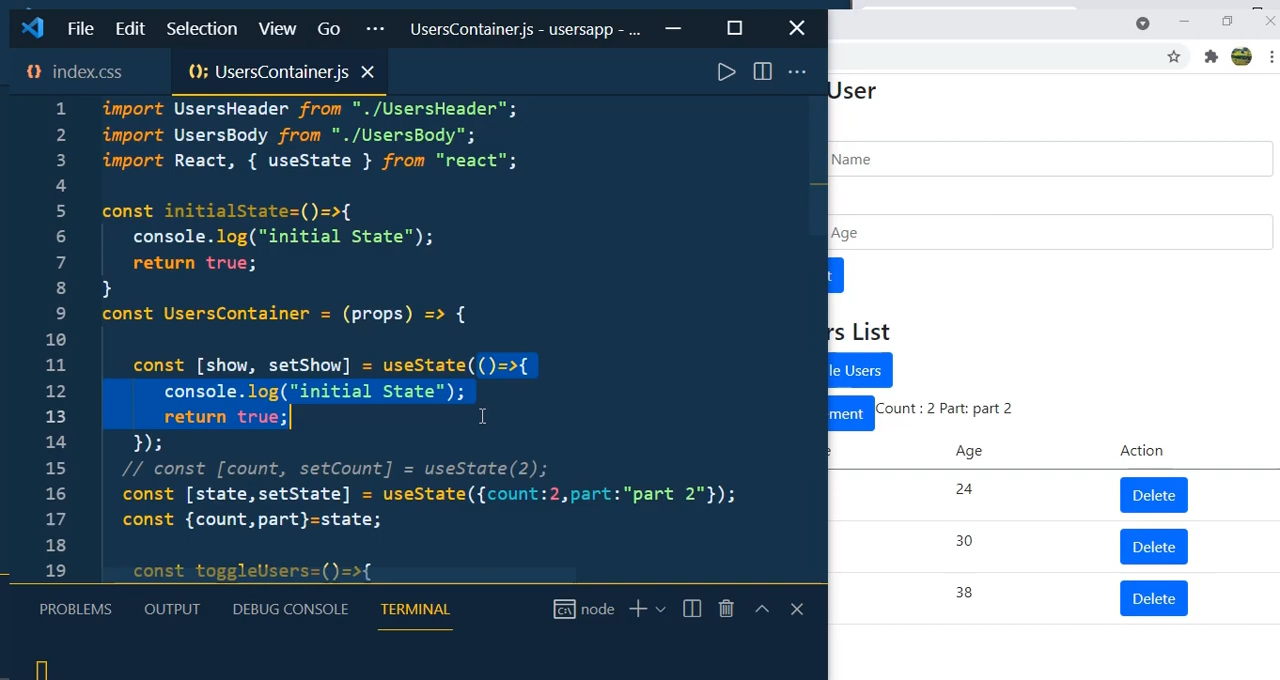 File Edit Selection View Go ··· UsersContainer.js - usersapp - ...
index.css UsersContainer.js
1 import UsersHeader from "./UsersHeader";
2 import UsersBody from "./UsersBody";
3 import React, { useState } from "react";
4
5 const initialState=()=>{
6 console.log("initial State");
7 return true;
8 }
9 const UsersContainer = (props) => {
10
11 const [show, setShow] = useState(()=>{
12 console.log("initial State");
13 return true;
14 });
15 // const [count, setCount] = useState(2);
16 const [state,setState] = useState({count:2,part:"part 2"});
17 const {count,part}=state;
18
19 const toggleUsers=()=>{
PROBLEMS OUTPUT DEBUG CONSOLE TERMINAL node
User
Name
Age
t
rs List
le Users
ment Count : 2 Part: part 2
e Age Action
24 Delete
30 Delete
38 Delete